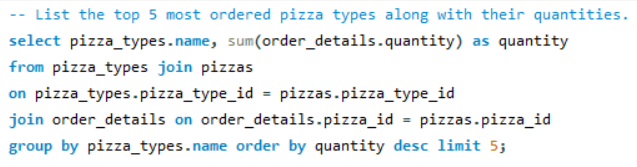 -- List the top 5 most ordered pizza types along with their quantities.
select pizza_types.name, sum(order_details.quantity) as quantity
from pizza_types join pizzas
on pizza_types.pizza_type_id = pizzas.pizza_type_id
join order_details on order_details.pizza_id = pizzas.pizza_id
group by pizza_types.name order by quantity desc limit 5;